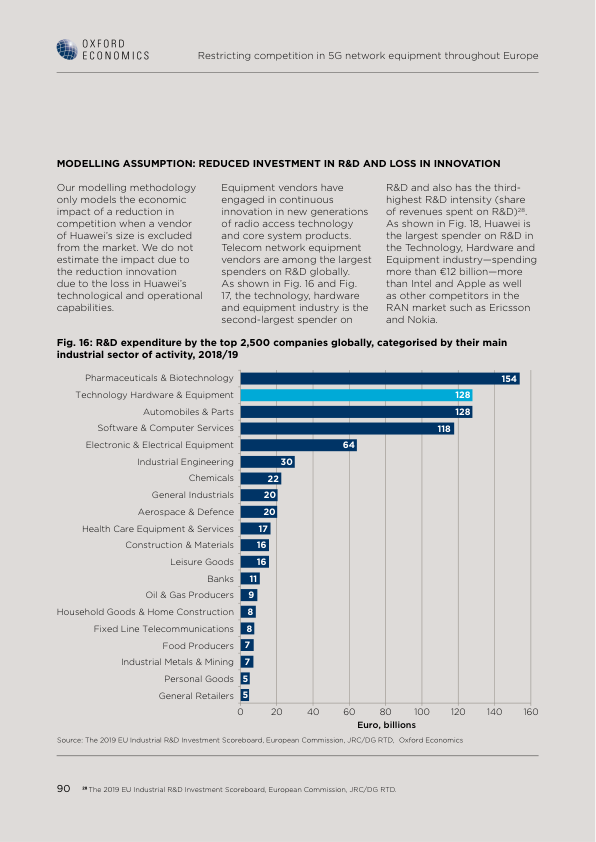 OXFORD
ECONOMICS
Restricting competition in 5G network equipment throughout Europe
MODELLING ASSUMPTION: REDUCED INVESTMENT IN R&D AND LOSS IN INNOVATION
Our modelling methodology
only models the economic
impact of a reduction in
competition when a vendor
of Huawei's size is excluded
from the market. We do not
estimate the impact due to
the reduction innovation
due to the loss in Huawei's
technological and operational
capabilities.
Equipment vendors have
engaged in continuous
innovation in new generations
of radio access technology
and core system products.
Telecom network equipment
vendors are among the largest
spenders on R&D globally.
As shown in Fig. 16 and Fig.
17, the technology, hardware
and equipment industry is the
second-largest spender on
R&D and also has the third-
highest R&D intensity (share
of revenues spent on R&D)²⁸.
As shown in Fig. 18, Huawei is
the largest spender on R&D in
the Technology, Hardware and
Equipment industry—spending
more than €12 billion—more
than Intel and Apple as well
as other competitors in the
RAN market such as Ericsson
and Nokia.
Fig. 16: R&D expenditure by the top 2,500 companies globally, categorised by their main
industrial sector of activity, 2018/19
Pharmaceuticals & Biotechnology 154
Technology Hardware & Equipment 128
Automobiles & Parts 128
Software & Computer Services 118
Electronic & Electrical Equipment 64
Industrial Engineering 30
Chemicals 22
General Industrials 20
Aerospace & Defence 20
Health Care Equipment & Services 17
Construction & Materials 16
Leisure Goods 16
Banks 11
Oil & Gas Producers 9
Household Goods & Home Construction 8
Fixed Line Telecommunications 8
Food Producers 7
Industrial Metals & Mining 7
Personal Goods 5
General Retailers 5
0 20 40 60 80 100 120 140 160
Euro, billions
Source: The 2019 EU Industrial R&D Investment Scoreboard, European Commission, JRC/DG RTD, Oxford Economics
90 ²⁸ The 2019 EU Industrial R&D Investment Scoreboard, European Commission, JRC/DG RTD.